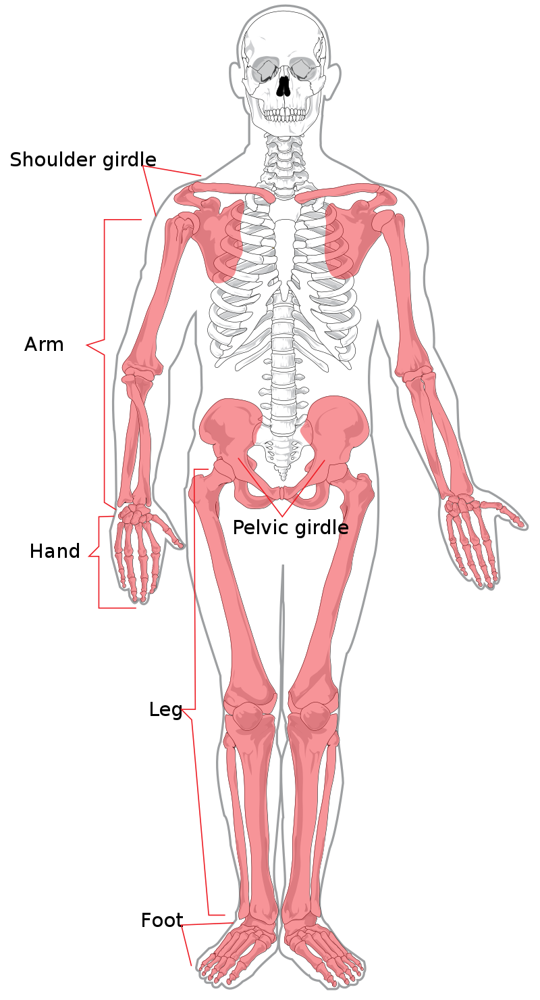 Shoulder girdle
Arm
Pelvic girdle
Hand
Leg
Foot